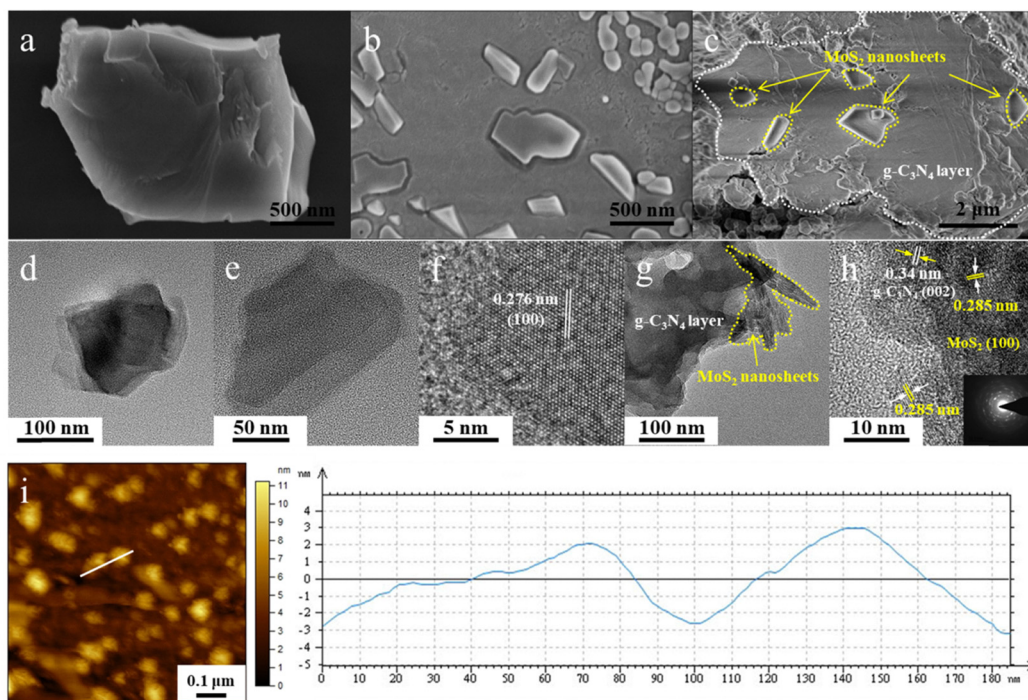 a
500 nm
b
500 nm
c
MoS₂ nanosheets
g-C₃N₄ layer
2 μm
d
100 nm
e
50 nm
f
0.276 nm
(100)
5 nm
g
g-C₃N₄ layer
MoS₂ nanosheets
100 nm
h
0.34 nm
g-C₃N₄ (002)
0.285 nm
MoS₂ (100)
0.285 nm
10 nm
i
0.1 μm
nm
11
10
9
8
7
6
5
4
3
2
1
0
nm
4
3
2
1
0
-1
-2
-3
-4
-5
0 10 20 30 40 50 60 70 80 90 100 110 120 130 140 150 160 170 180 nm